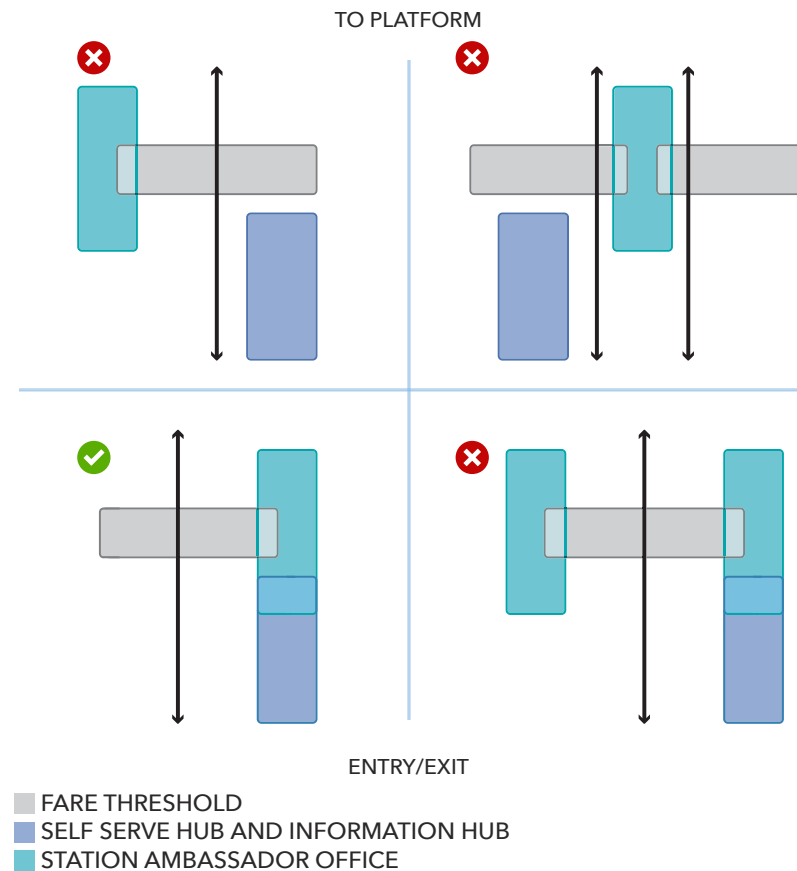 TO PLATFORM
ENTRY/EXIT
FARE THRESHOLD
SELF SERVE HUB AND INFORMATION HUB
STATION AMBASSADOR OFFICE